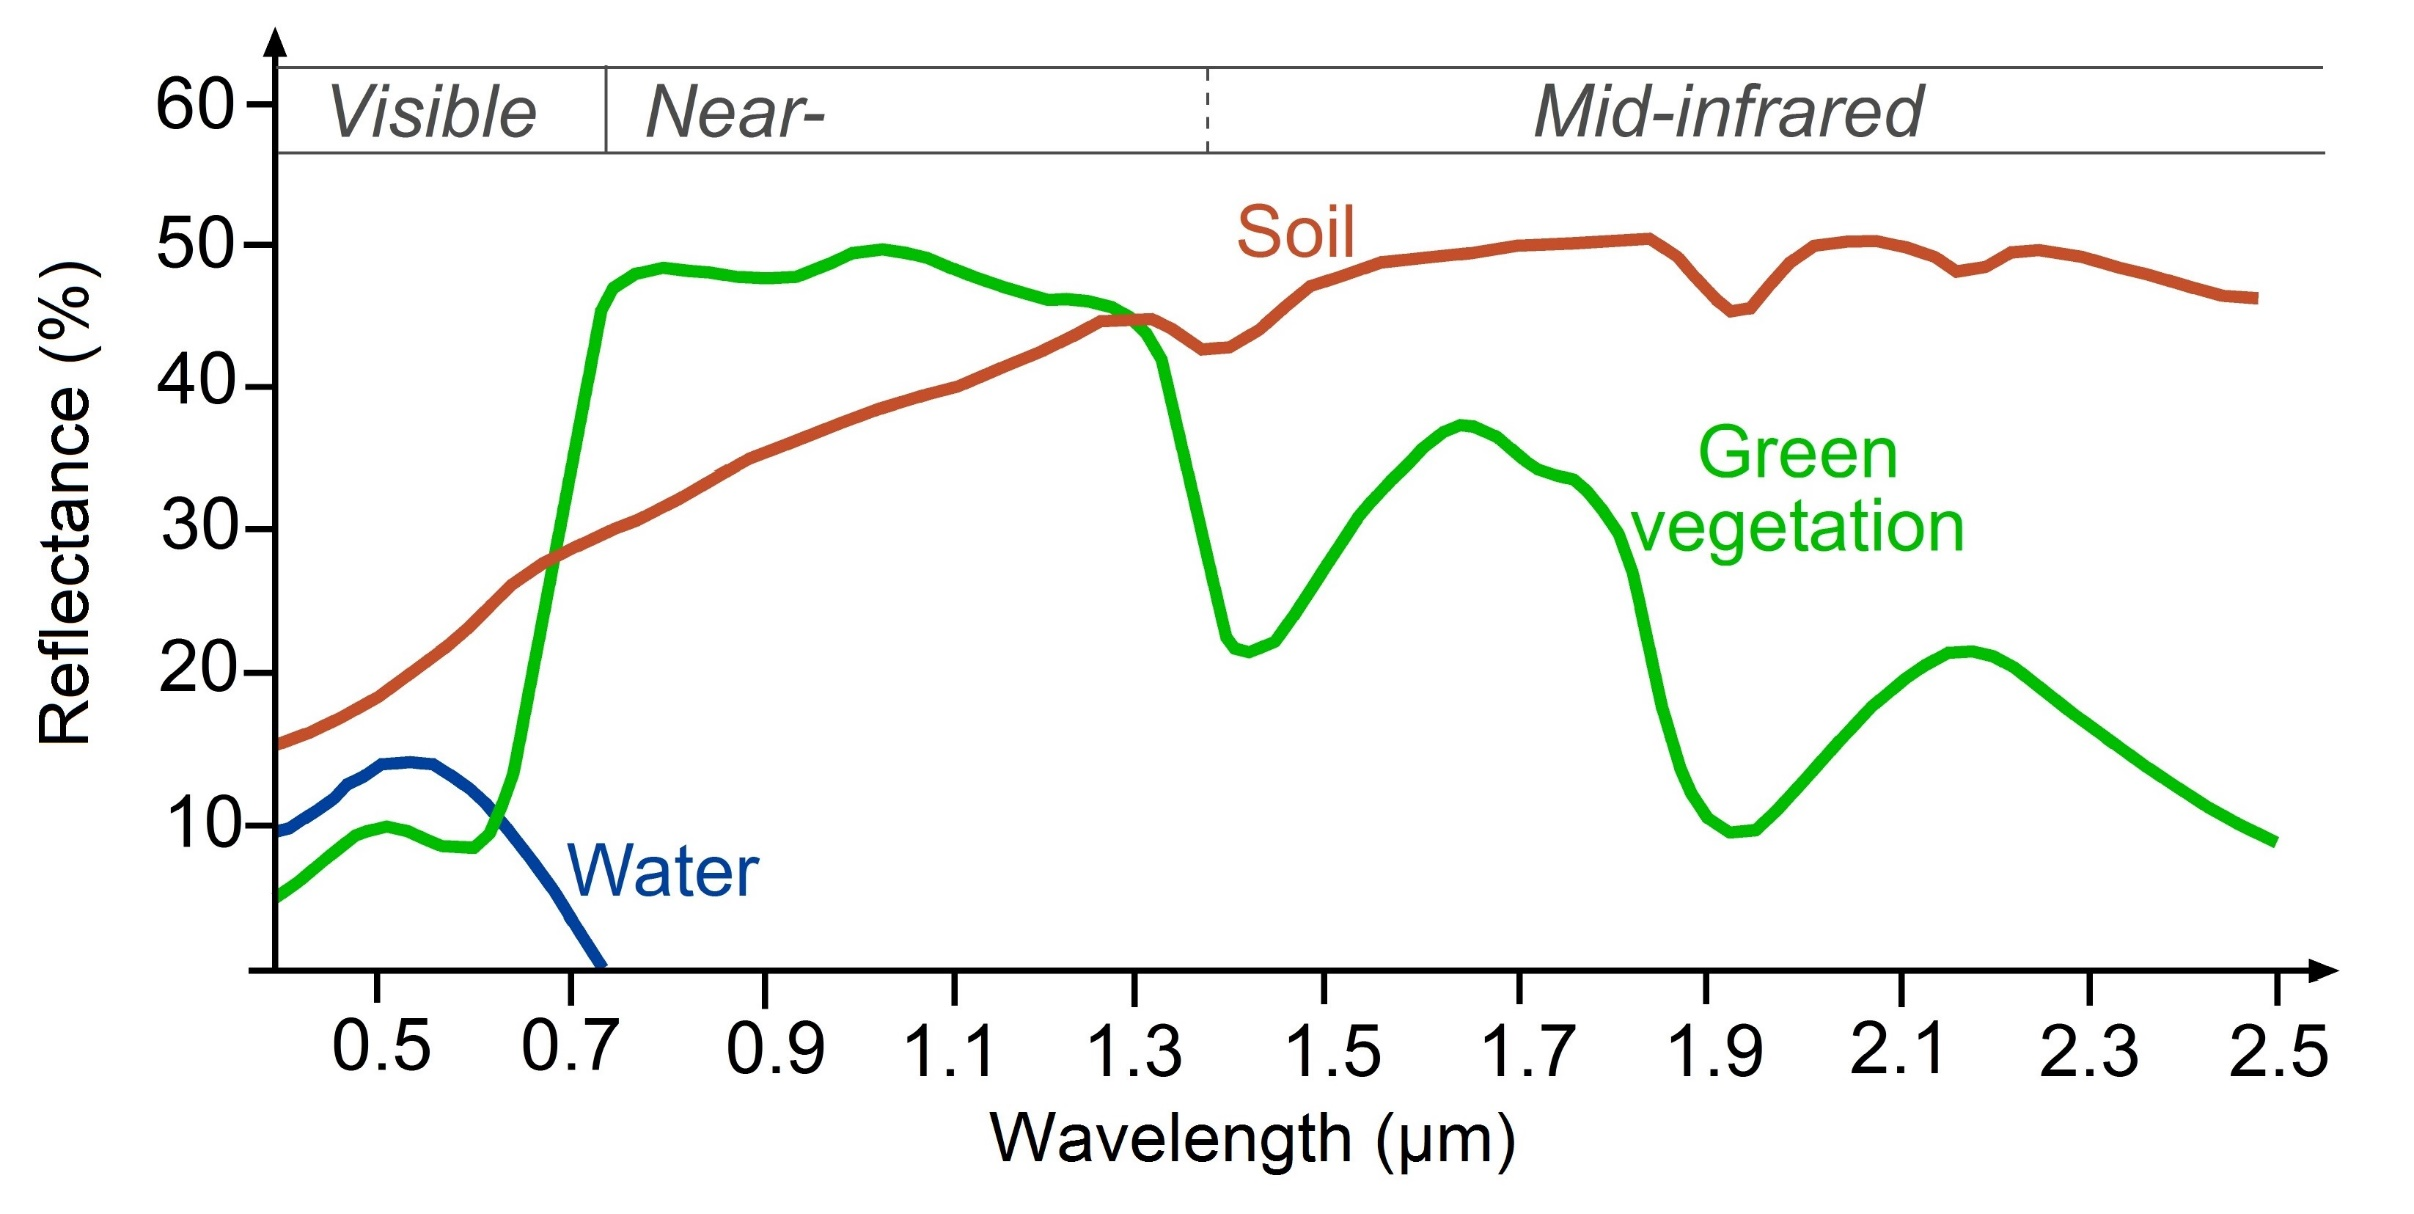 60
Visible
Near-
Mid-infrared
50
Soil
40
Green
vegetation
30
20
10
Water
Reflectance (%)
0.5 0.7 0.9 1.1 1.3 1.5 1.7 1.9 2.1 2.3 2.5
Wavelength (µm)